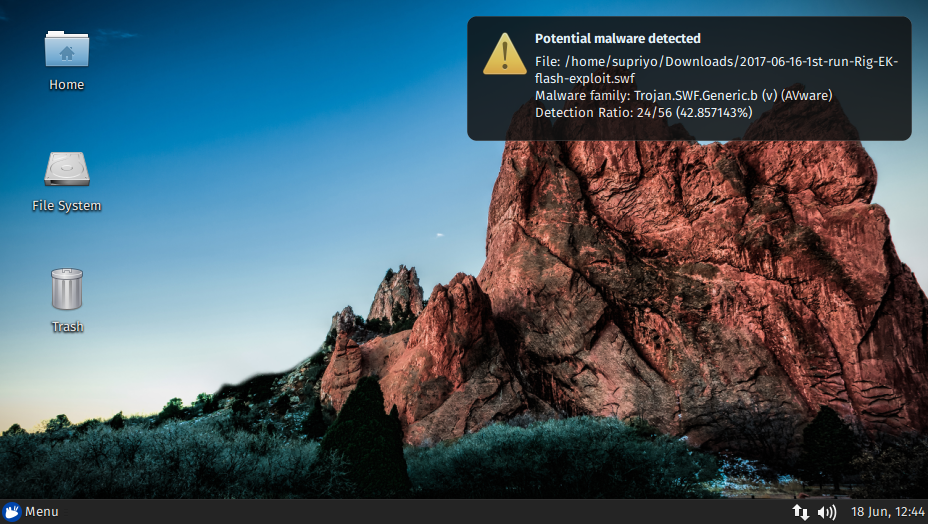 Home
File System
Trash
Potential malware detected
File: /home/supriyo/Downloads/2017-06-16-1st-run-Rig-EK-
flash-exploit.swf
Malware family: Trojan.SWF.Generic.b (v) (AVware)
Detection Ratio: 24/56 (42.857143%)
Menu
18 Jun, 12:44